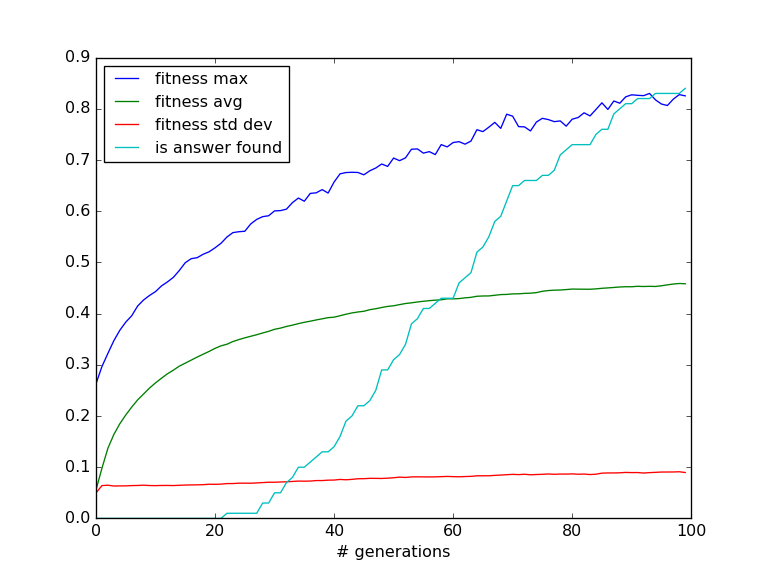 0.9
0.8
0.7
0.6
0.5
0.4
0.3
0.2
0.1
0.0
fitness max
fitness avg
fitness std dev
is answer found
0 20 40 60 80 100
# generations